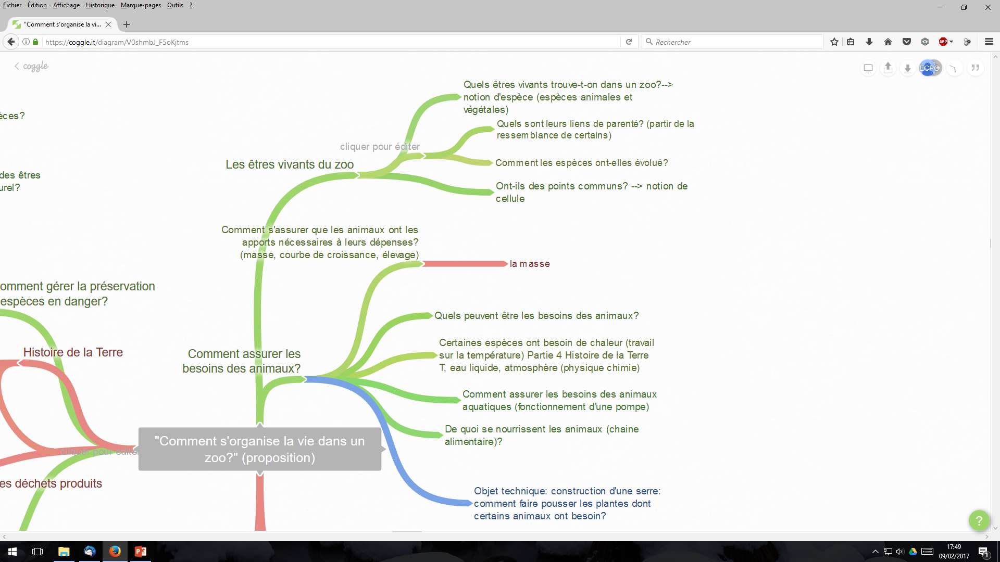 Fichier Édition Affichage Historique Marque-pages Outils ?
"Comment s'organise la vi...
https://coggle.it/diagram/V0shmbJ_F5oKjtms
Rechercher
ABP
coggle
ECPC
Quels êtres vivants trouve-t-on dans un zoo?-->
notion d'espèce (espèces animales et
végétales)
èces?
Quels sont leurs liens de parenté? (partir de la
ressemblance de certains)
cliquer pour éditer
Les êtres vivants du zoo
Comment les espèces ont-elles évolué?
des êtres
urel?
Ont-ils des points communs? --> notion de
cellule
Comment s'assurer que les animaux ont les
apports nécessaires à leurs dépenses?
(masse, courbe de croissance, élevage)
la masse
omment gérer la préservation
espèces en danger?
Quels peuvent être les besoins des animaux?
Histoire de la Terre
Comment assurer les
besoins des animaux?
Certaines espèces ont besoin de chaleur (travail
sur la température) Partie 4 Histoire de la Terre
T, eau liquide, atmosphère (physique chimie)
Comment assurer les besoins des animaux
aquatiques (fonctionnement d'une pompe)
De quoi se nourrissent les animaux (chaine
alimentaire)?
"Comment s'organise la vie dans un
zoo?" (proposition)
cliquer pour éditer
es déchets produits
Objet technique: construction d'une serre:
comment faire pousser les plantes dont
certains animaux ont besoin?
?
17:49
09/02/2017
1